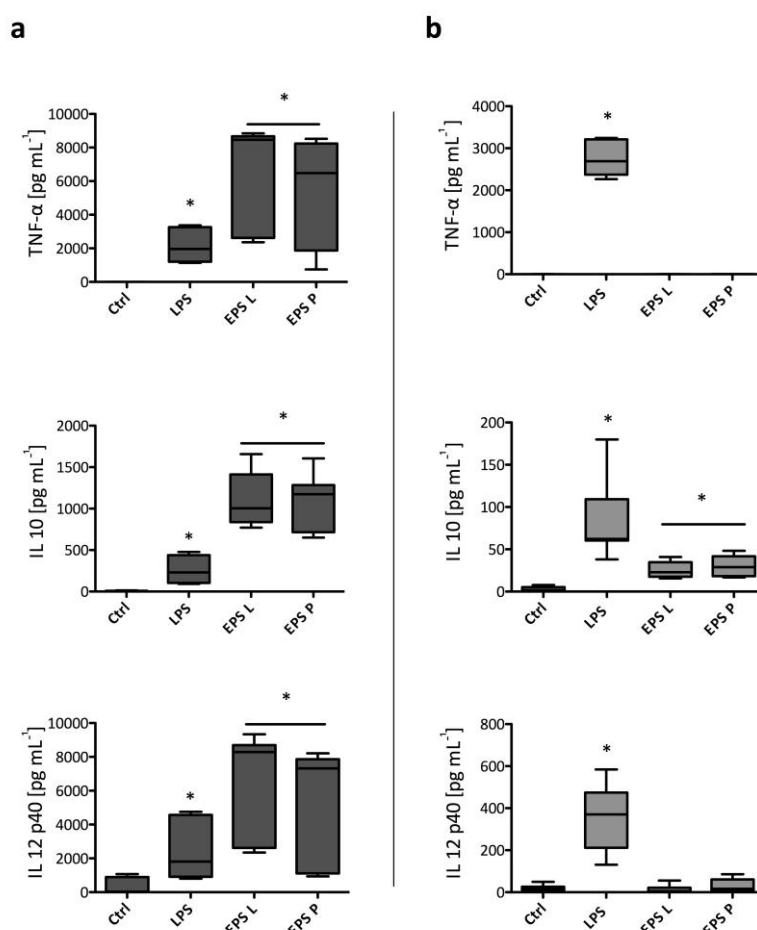 a
b
*
TNF-α [pg mL⁻¹]
10000
8000
6000
4000
2000
0
*
Ctrl
LPS
EPS L
EPS P
*
TNF-α [pg mL⁻¹]
4000
3000
2000
1000
0
Ctrl
LPS
EPS L
EPS P
*
IL 10 [pg mL⁻¹]
2000
1500
1000
500
0
*
Ctrl
LPS
EPS L
EPS P
*
IL 10 [pg mL⁻¹]
200
150
100
50
0
*
Ctrl
LPS
EPS L
EPS P
*
IL 12 p40 [pg mL⁻¹]
10000
8000
6000
4000
2000
0
*
Ctrl
LPS
EPS L
EPS P
*
IL 12 p40 [pg mL⁻¹]
800
600
400
200
0
Ctrl
LPS
EPS L
EPS P